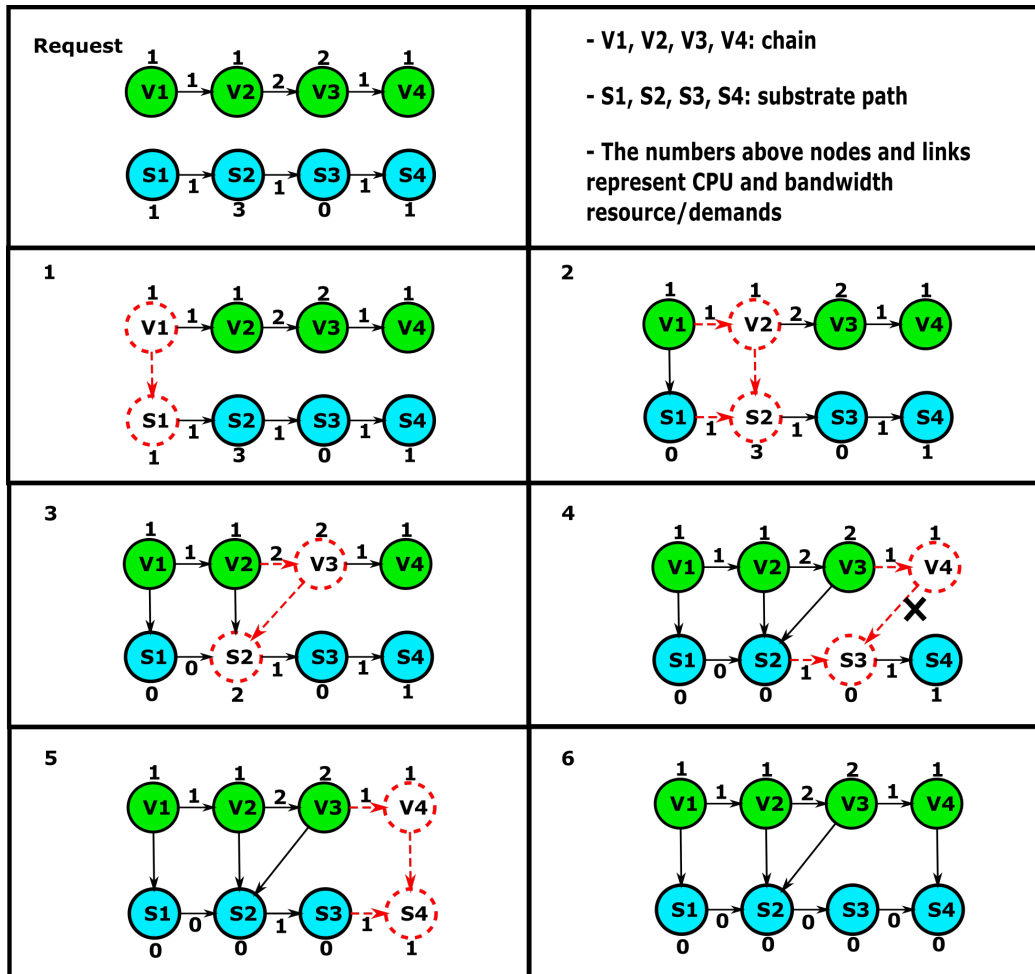 Request
1 1 2 1
V1 1 V2 2 V3 1 V4
S1 1 S2 1 S3 1 S4
1 3 0 1
- V1, V2, V3, V4: chain
- S1, S2, S3, S4: substrate path
- The numbers above nodes and links
represent CPU and bandwidth
resource/demands
1
1 1 2 1
V1 1 V2 2 V3 1 V4
S1 1 S2 1 S3 1 S4
1 3 0 1
2
1 1 2 1
V1 1 V2 2 V3 1 V4
S1 1 S2 1 S3 1 S4
0 3 0 1
3
1 1 2 1
V1 1 V2 2 V3 1 V4
S1 0 S2 1 S3 1 S4
0 2 0 1
4
1 1 2 1
V1 1 V2 2 V3 1 V4
S1 0 S2 1 S3 1 S4
0 0 0 1
5
1 1 2 1
V1 1 V2 2 V3 1 V4
S1 0 S2 1 S3 1 S4
0 0 0 1
6
1 1 2 1
V1 1 V2 2 V3 1 V4
S1 0 S2 0 S3 0 S4
0 0 0 0